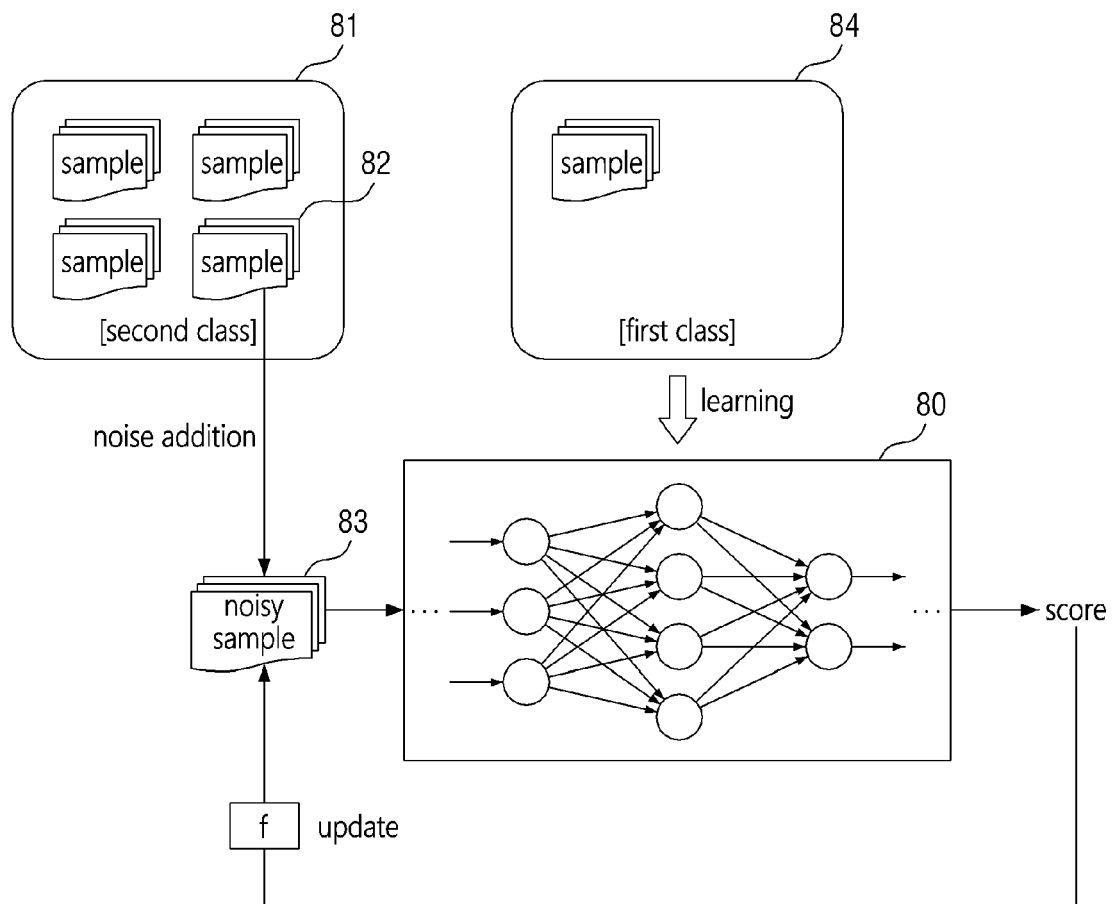 81
84
sample
sample
sample
82
sample
sample
[second class]
[first class]
learning
noise addition
80
83
noisy
sample
...
...
score
f
update